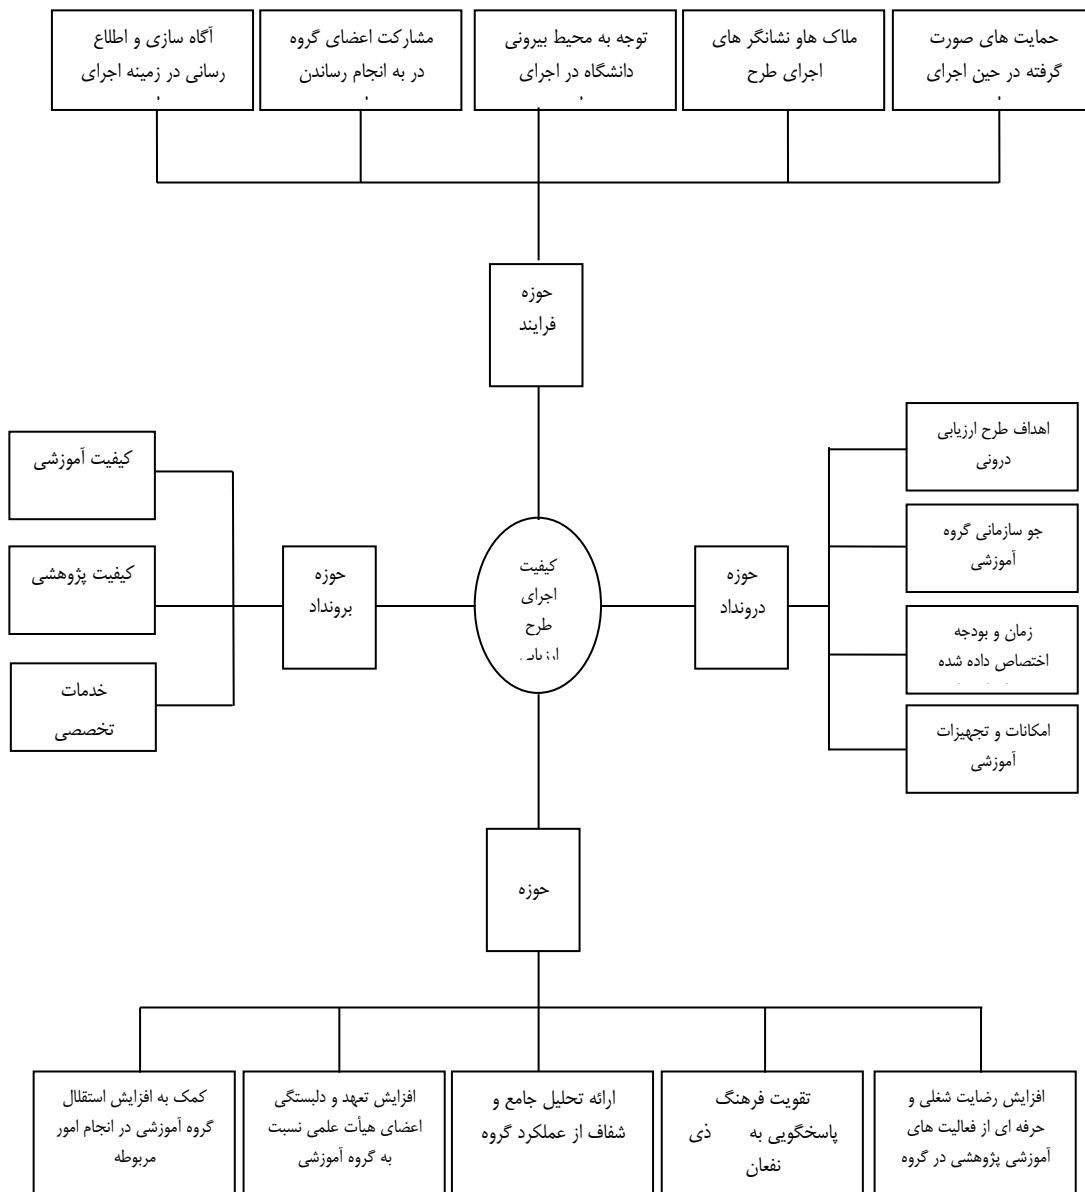 حمایت های صورت
گرفته در حین اجرای
ملاک هاو نشانگر های
اجرای طرح
توجه به محیط بیرونی
دانشگاه در اجرای
مشارکت اعضای گروه
در به انجام رساندن
آگاه سازی و اطلاع
رسانی در زمینه اجرای
حوزه
فرایند
اهداف طرح ارزیابی
درونی
جو سازمانی گروه
آموزشی
زمان و بودجه
اختصاص داده شده
امکانات و تجهیزات
آموزشی
حوزه
درونداد
کیفیت
اجرای
طرح
ارزیابی
حوزه
برونداد
کیفیت آموزشی
کیفیت پژوهشی
خدمات
تخصصی
حوزه
افزایش رضایت شغلی و
حرفه ای از فعالیت های
آموزشی پژوهشی در گروه
تقویت فرهنگ
پاسخگویی به ذی
نفعان
ارائه تحلیل جامع و
شفاف از عملکرد گروه
افزایش تعهد و دلبستگی
اعضای هیأت علمی نسبت
به گروه آموزشی
کمک به افزایش استقلال
گروه آموزشی در انجام امور
مربوطه